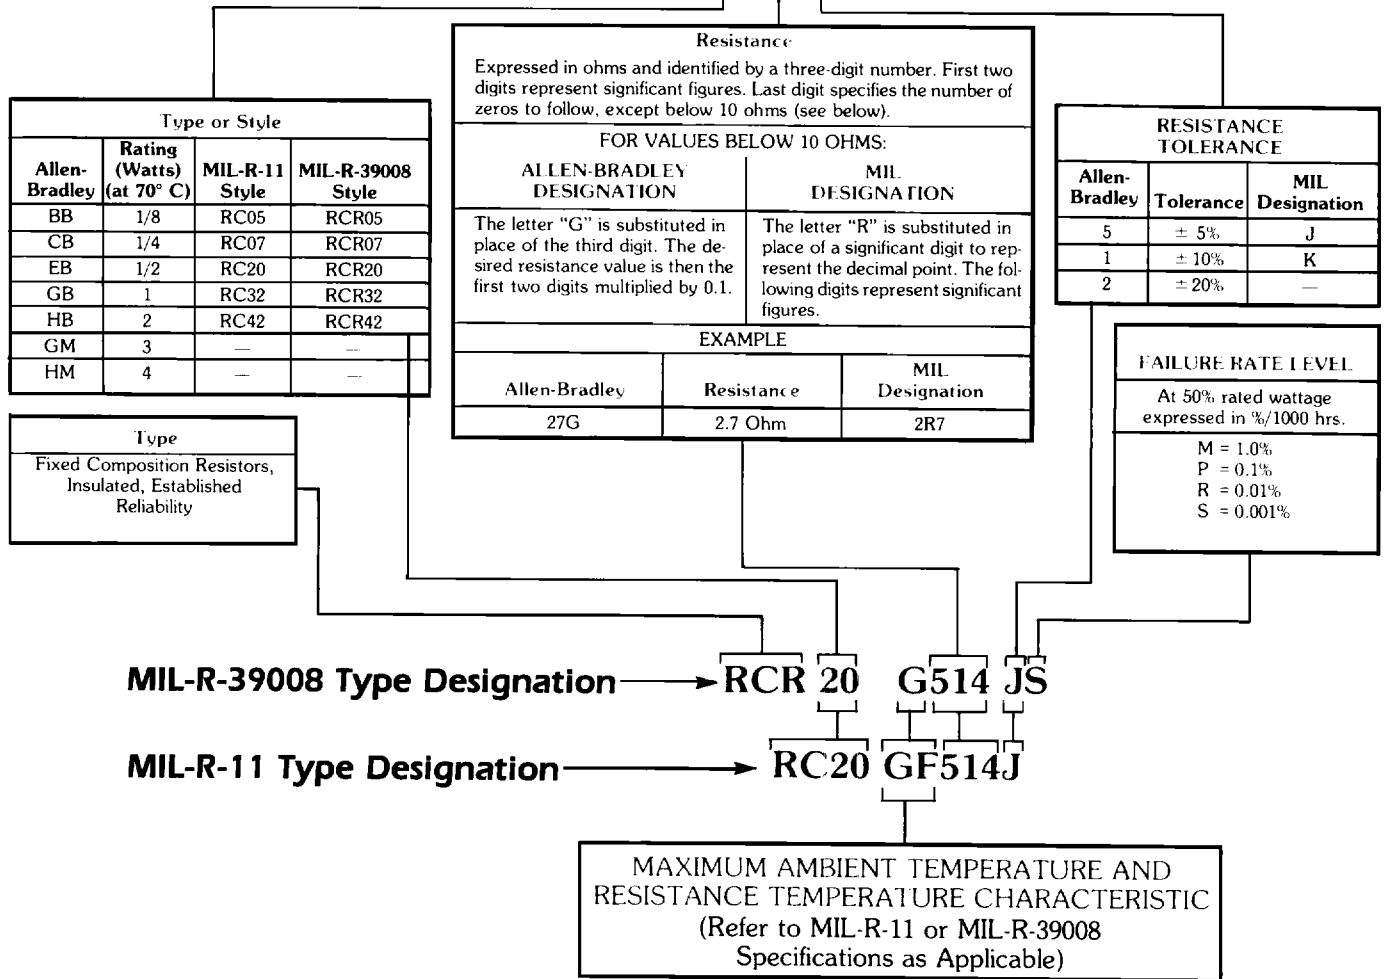 Type or Style
Allen-Bradley	Rating (Watts) (at 70° C)	MIL-R-11 Style	MIL-R-39008 Style
BB	1/8	RC05	RCR05
CB	1/4	RC07	RCR07
EB	1/2	RC20	RCR20
GB	1	RC32	RCR32
HB	2	RC42	RCR42
GM	3	—	—
HM	4	—	—
Resistance
Expressed in ohms and identified by a three-digit number. First two
digits represent significant figures. Last digit specifies the number of
zeros to follow, except below 10 ohms (see below).
FOR VALUES BELOW 10 OHMS:
ALLEN-BRADLEY
DESIGNATION
The letter “G” is substituted in
place of the third digit. The de-
sired resistance value is then the
first two digits multiplied by 0.1.
MIL
DESIGNATION
The letter “R” is substituted in
place of a significant digit to rep-
resent the decimal point. The fol-
lowing digits represent significant
figures.
EXAMPLE
Allen-Bradley	Resistance	MIL Designation
27G	2.7 Ohm	2R7
RESISTANCE
TOLERANCE
Allen-Bradley	Tolerance	MIL Designation
5	± 5%	J
1	± 10%	K
2	± 20%	—
FAILURE RATE LEVEL
At 50% rated wattage
expressed in %/1000 hrs.
M = 1.0%
P = 0.1%
R = 0.01%
S = 0.001%
Type
Fixed Composition Resistors,
Insulated, Established
Reliability
MIL-R-39008 Type Designation RCR 20 G514 JS
MIL-R-11 Type Designation RC20 GF514J
MAXIMUM AMBIENT TEMPERATURE AND
RESISTANCE TEMPERATURE CHARACTERISTIC
(Refer to MIL-R-11 or MIL-R-39008
Specifications as Applicable)